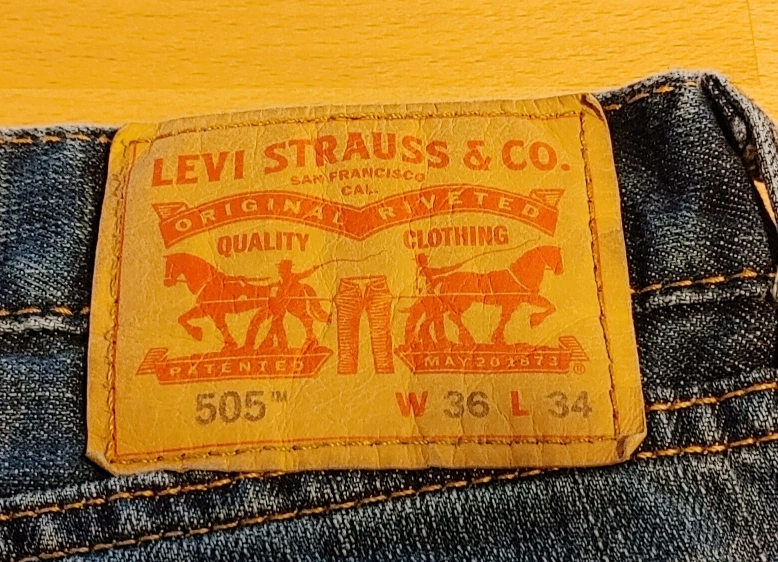 LEVI STRAUSS & CO.
SAN FRANCISCO
CAL.
ORIGINAL RIVETED
QUALITY CLOTHING
PATENTED MAY 20 1873 ®
505™ W 36 L 34